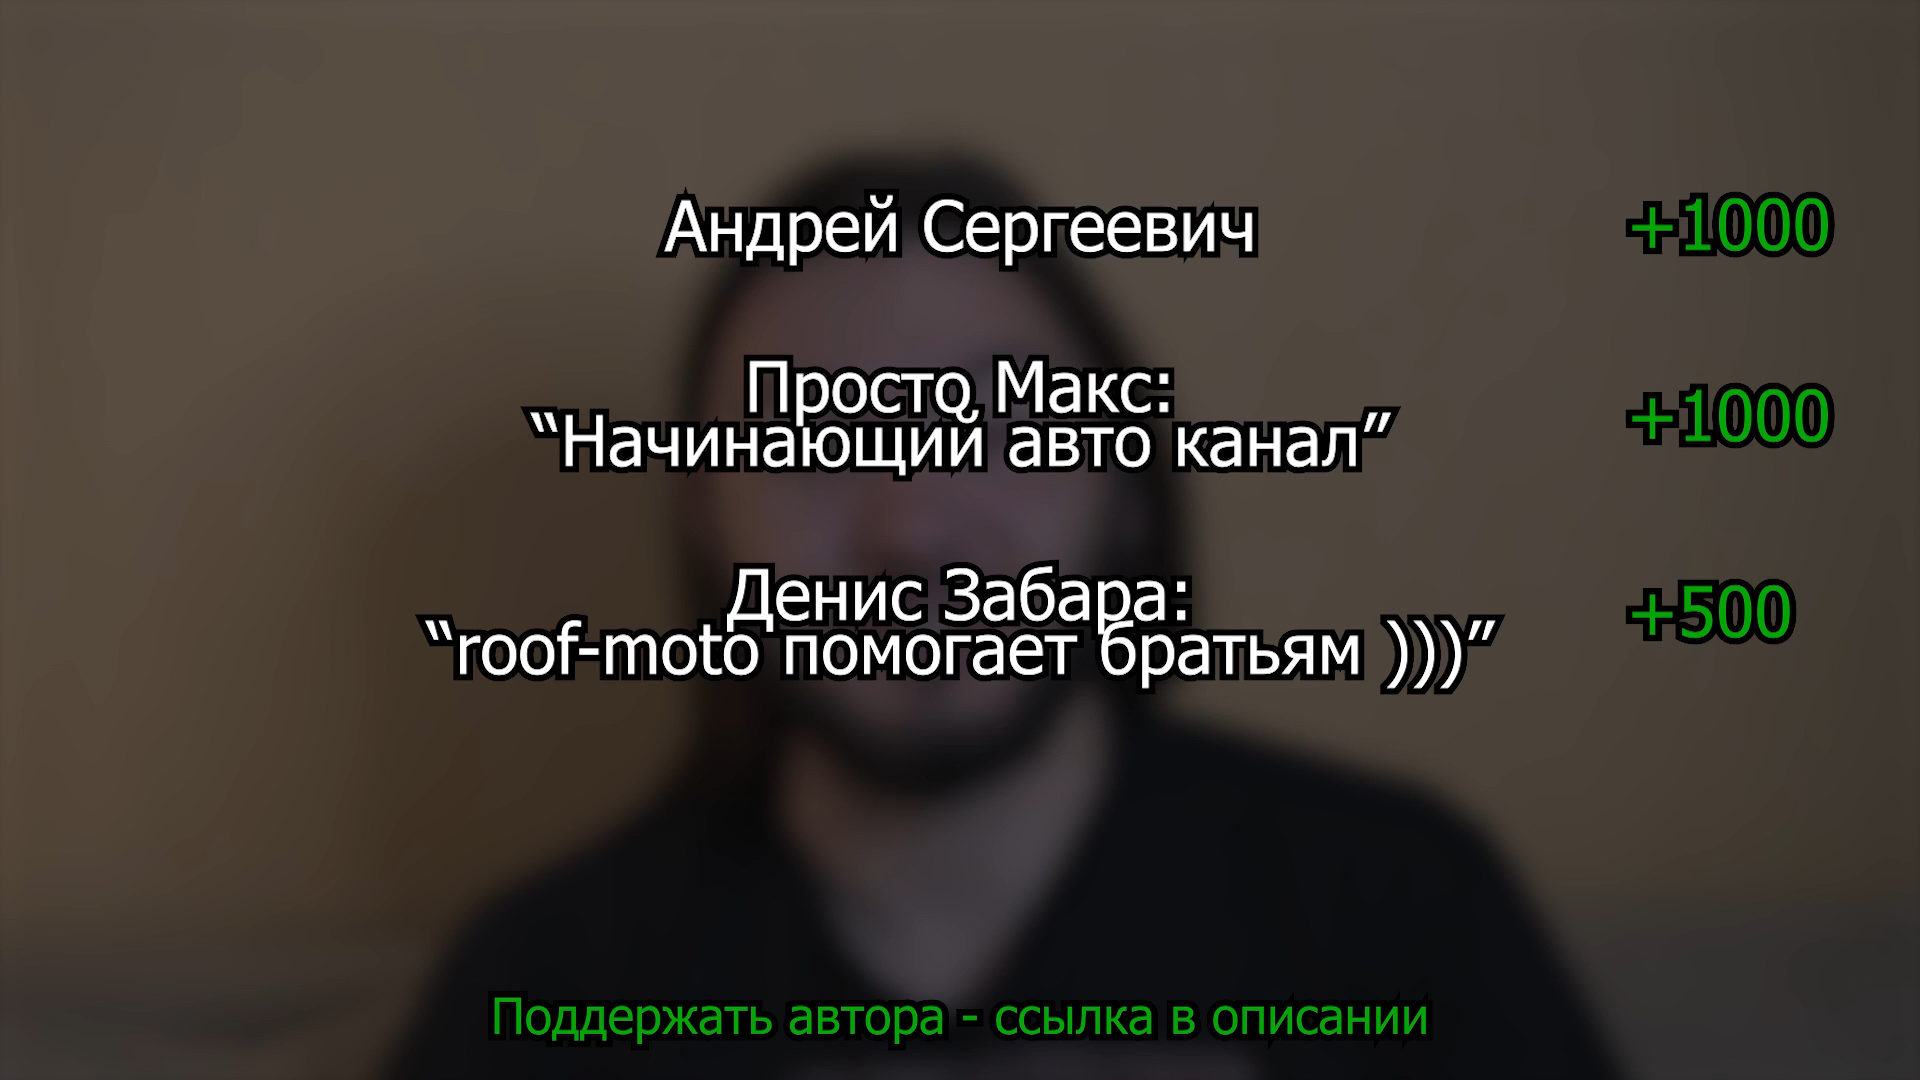 Андрей Сергеевич +1000
Просто Макс:
“Начинающий авто канал” +1000
Денис Забара:
“roof-moto помогает братьям )))” +500
Поддержать автора - ссылка в описании